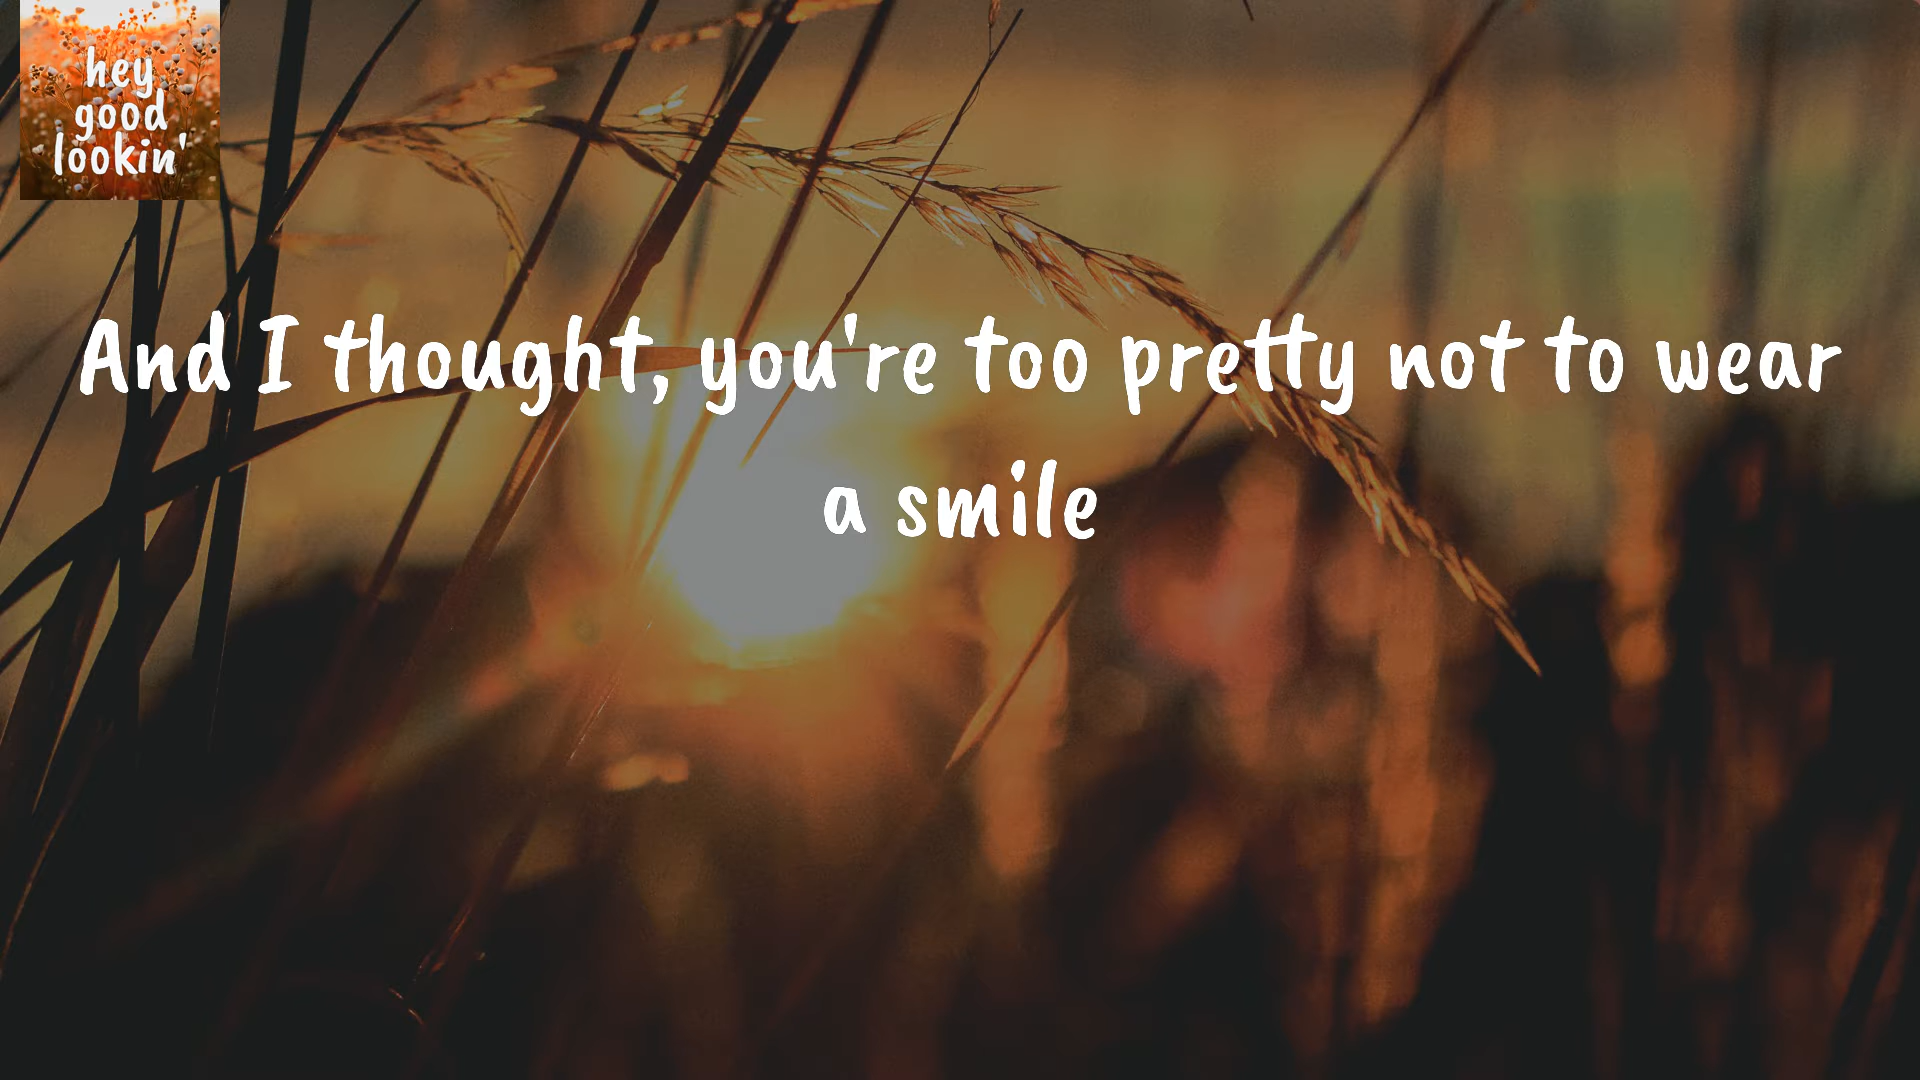 hey
good
lookin'
And I thought, you're too pretty not to wear
a smile